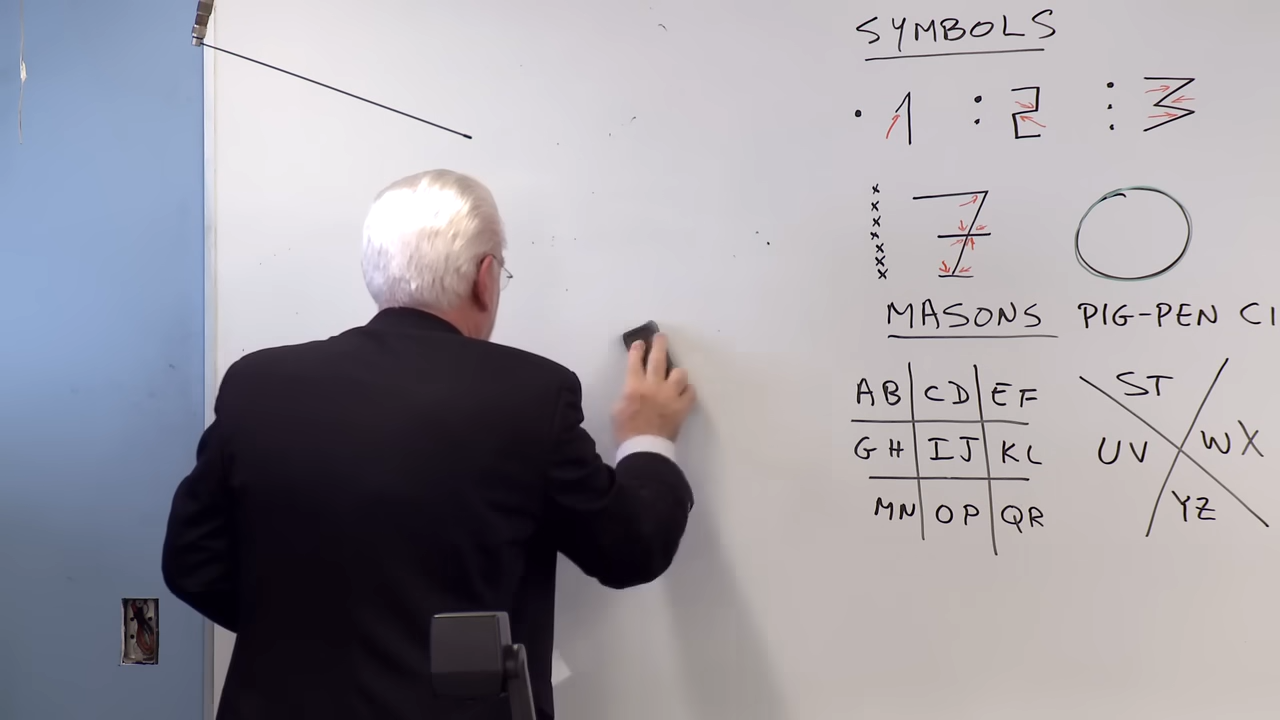 SYMBOLS
· 1 : 2 ⋮ 3
7
MASONS PIG-PEN CI
AB CD EF ST
GH IJ KL UV WX
MN OP QR YZ